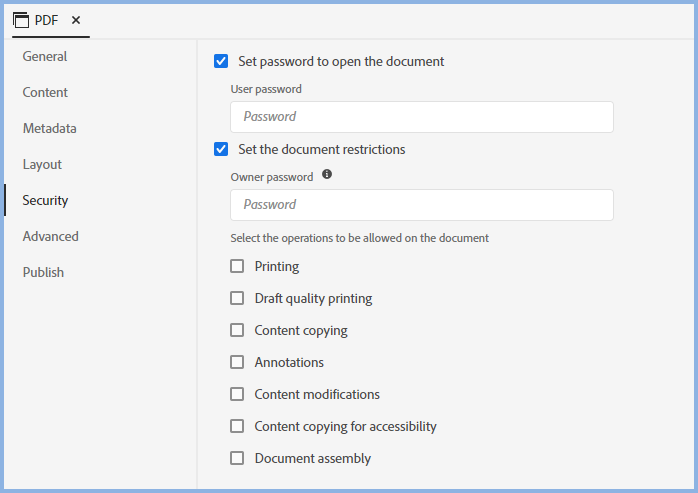 PDF
General
Content
Metadata
Layout
Security
Advanced
Publish
Set password to open the document
User password
Password
Set the document restrictions
Owner password
Password
Select the operations to be allowed on the document
Printing
Draft quality printing
Content copying
Annotations
Content modifications
Content copying for accessibility
Document assembly